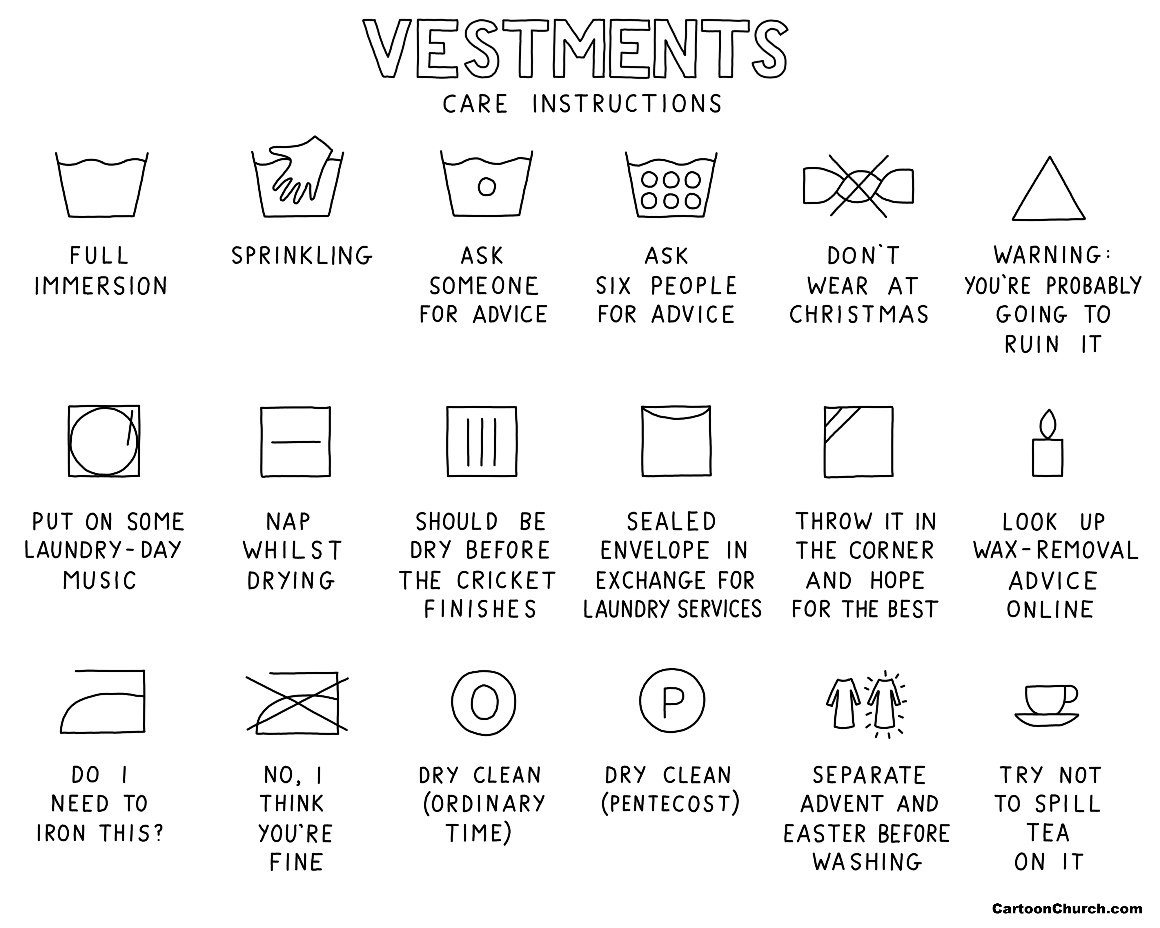 VESTMENTS
CARE INSTRUCTIONS
FULL
IMMERSION
SPRINKLING
ASK
SOMEONE
FOR ADVICE
ASK
SIX PEOPLE
FOR ADVICE
DON'T
WEAR AT
CHRISTMAS
WARNING:
YOU'RE PROBABLY
GOING TO
RUIN IT
PUT ON SOME
LAUNDRY-DAY
MUSIC
NAP
WHILST
DRYING
SHOULD BE
DRY BEFORE
THE CRICKET
FINISHES
SEALED
ENVELOPE IN
EXCHANGE FOR
LAUNDRY SERVICES
THROW IT IN
THE CORNER
AND HOPE
FOR THE BEST
LOOK UP
WAX-REMOVAL
ADVICE
ONLINE
DO I
NEED TO
IRON THIS?
NO, I
THINK
YOU'RE
FINE
O
DRY CLEAN
(ORDINARY
TIME)
P
DRY CLEAN
(PENTECOST)
SEPARATE
ADVENT AND
EASTER BEFORE
WASHING
TRY NOT
TO SPILL
TEA
ON IT
CartoonChurch.com